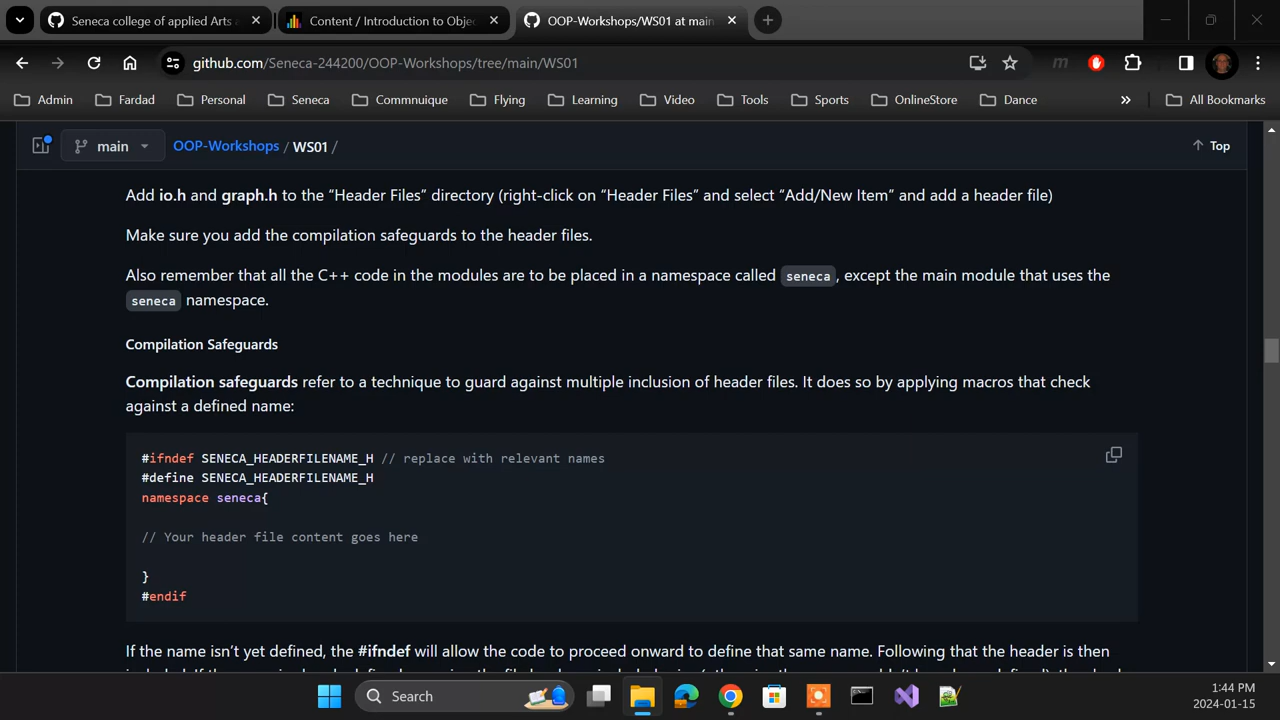 Seneca college of applied Arts a
Content / Introduction to Objec
OOP-Workshops/WS01 at main
github.com/Seneca-244200/OOP-Workshops/tree/main/WS01
Admin
Fardad
Personal
Seneca
Commnuique
Flying
Learning
Video
Tools
Sports
OnlineStore
Dance
»
All Bookmarks
main
OOP-Workshops / WS01 /
Top
Add io.h and graph.h to the “Header Files” directory (right-click on “Header Files” and select “Add/New Item” and add a header file)
Make sure you add the compilation safeguards to the header files.
Also remember that all the C++ code in the modules are to be placed in a namespace called seneca, except the main module that uses the
seneca namespace.
Compilation Safeguards
Compilation safeguards refer to a technique to guard against multiple inclusion of header files. It does so by applying macros that check
against a defined name:
#ifndef SENECA_HEADERFILENAME_H // replace with relevant names
#define SENECA_HEADERFILENAME_H
namespace seneca{
// Your header file content goes here
}
#endif
If the name isn’t yet defined, the #ifndef will allow the code to proceed onward to define that same name. Following that the header is then
Search
1:44 PM
2024-01-15